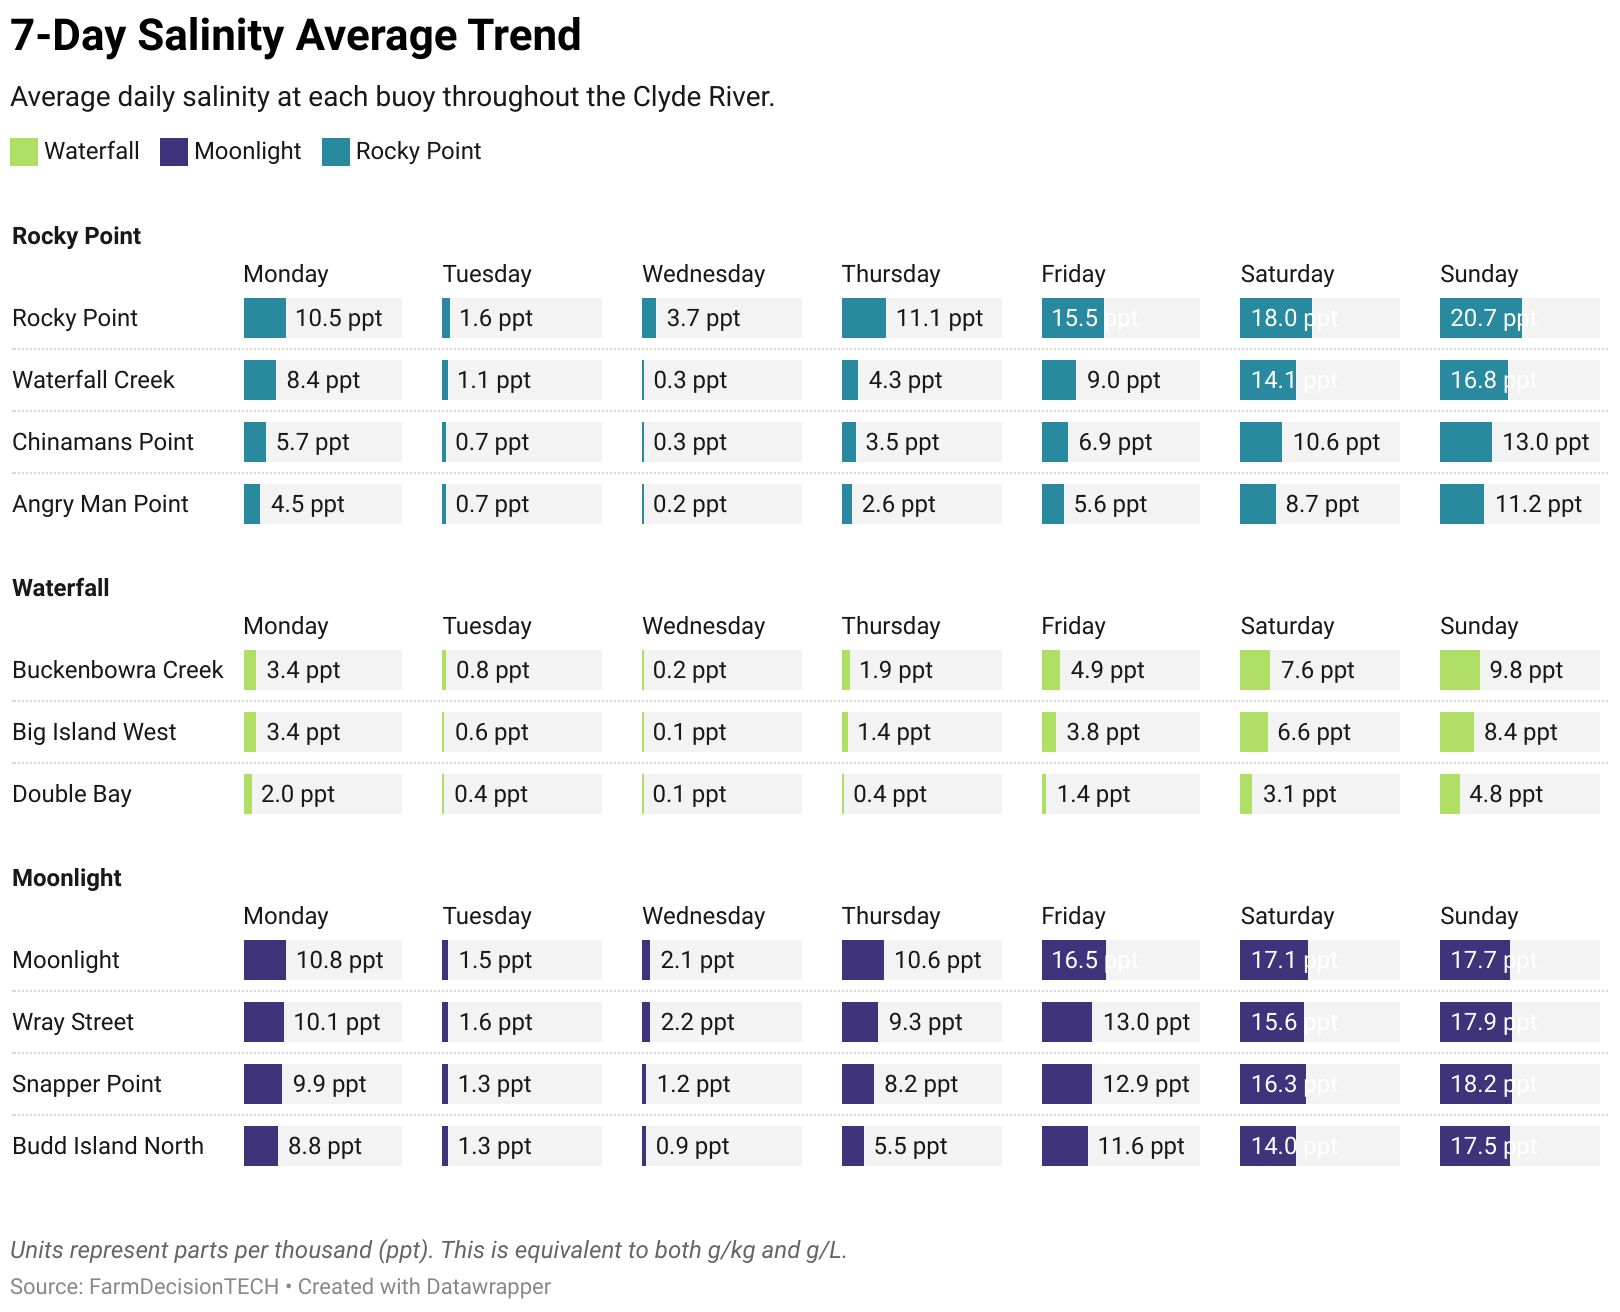 7-Day Salinity Average Trend
Average daily salinity at each buoy throughout the Clyde River.
Waterfall Moonlight Rocky Point
Rocky Point
Monday Tuesday Wednesday Thursday Friday Saturday Sunday
Rocky Point 10.5 ppt 1.6 ppt 3.7 ppt 11.1 ppt 15.5 ppt 18.0 ppt 20.7 ppt
Waterfall Creek 8.4 ppt 1.1 ppt 0.3 ppt 4.3 ppt 9.0 ppt 14.1 ppt 16.8 ppt
Chinamans Point 5.7 ppt 0.7 ppt 0.3 ppt 3.5 ppt 6.9 ppt 10.6 ppt 13.0 ppt
Angry Man Point 4.5 ppt 0.7 ppt 0.2 ppt 2.6 ppt 5.6 ppt 8.7 ppt 11.2 ppt
Waterfall
Monday Tuesday Wednesday Thursday Friday Saturday Sunday
Buckenbowra Creek 3.4 ppt 0.8 ppt 0.2 ppt 1.9 ppt 4.9 ppt 7.6 ppt 9.8 ppt
Big Island West 3.4 ppt 0.6 ppt 0.1 ppt 1.4 ppt 3.8 ppt 6.6 ppt 8.4 ppt
Double Bay 2.0 ppt 0.4 ppt 0.1 ppt 0.4 ppt 1.4 ppt 3.1 ppt 4.8 ppt
Moonlight
Monday Tuesday Wednesday Thursday Friday Saturday Sunday
Moonlight 10.8 ppt 1.5 ppt 2.1 ppt 10.6 ppt 16.5 ppt 17.1 ppt 17.7 ppt
Wray Street 10.1 ppt 1.6 ppt 2.2 ppt 9.3 ppt 13.0 ppt 15.6 ppt 17.9 ppt
Snapper Point 9.9 ppt 1.3 ppt 1.2 ppt 8.2 ppt 12.9 ppt 16.3 ppt 18.2 ppt
Budd Island North 8.8 ppt 1.3 ppt 0.9 ppt 5.5 ppt 11.6 ppt 14.0 ppt 17.5 ppt
Units represent parts per thousand (ppt). This is equivalent to both g/kg and g/L.
Source: FarmDecisionTECH • Created with Datawrapper